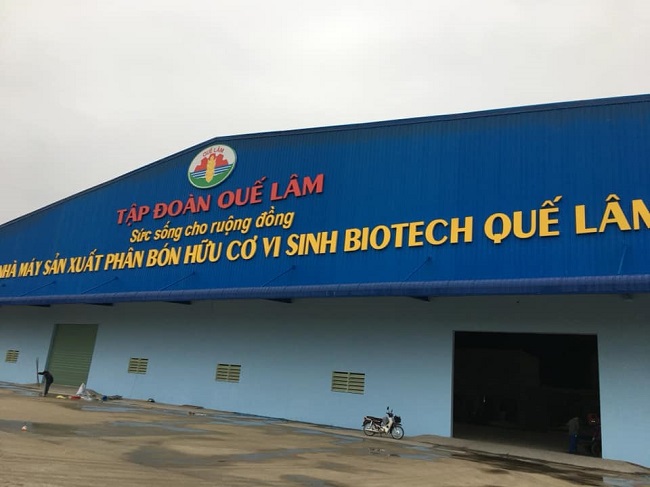 QUẾ LÂM
TẬP ĐOÀN QUẾ LÂM
Sức sống cho ruộng đồng
NHÀ MÁY SẢN XUẤT PHÂN BÓN HỮU CƠ VI SINH BIOTECH QUẾ LÂM